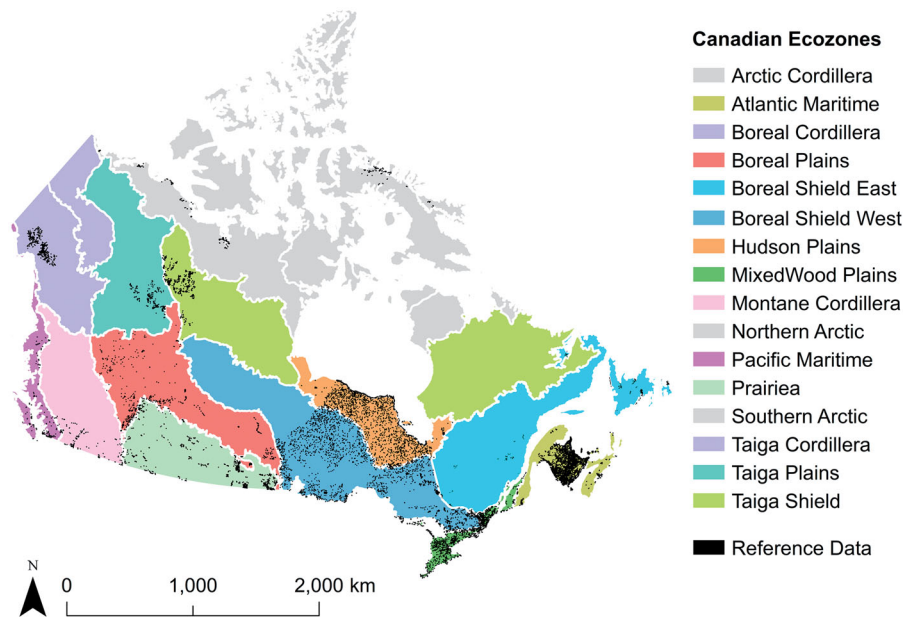 Canadian Ecozones
Arctic Cordillera
Atlantic Maritime
Boreal Cordillera
Boreal Plains
Boreal Shield East
Boreal Shield West
Hudson Plains
MixedWood Plains
Montane Cordillera
Northern Arctic
Pacific Maritime
Prairiea
Southern Arctic
Taiga Cordillera
Taiga Plains
Taiga Shield
Reference Data
N
0 1,000 2,000 km